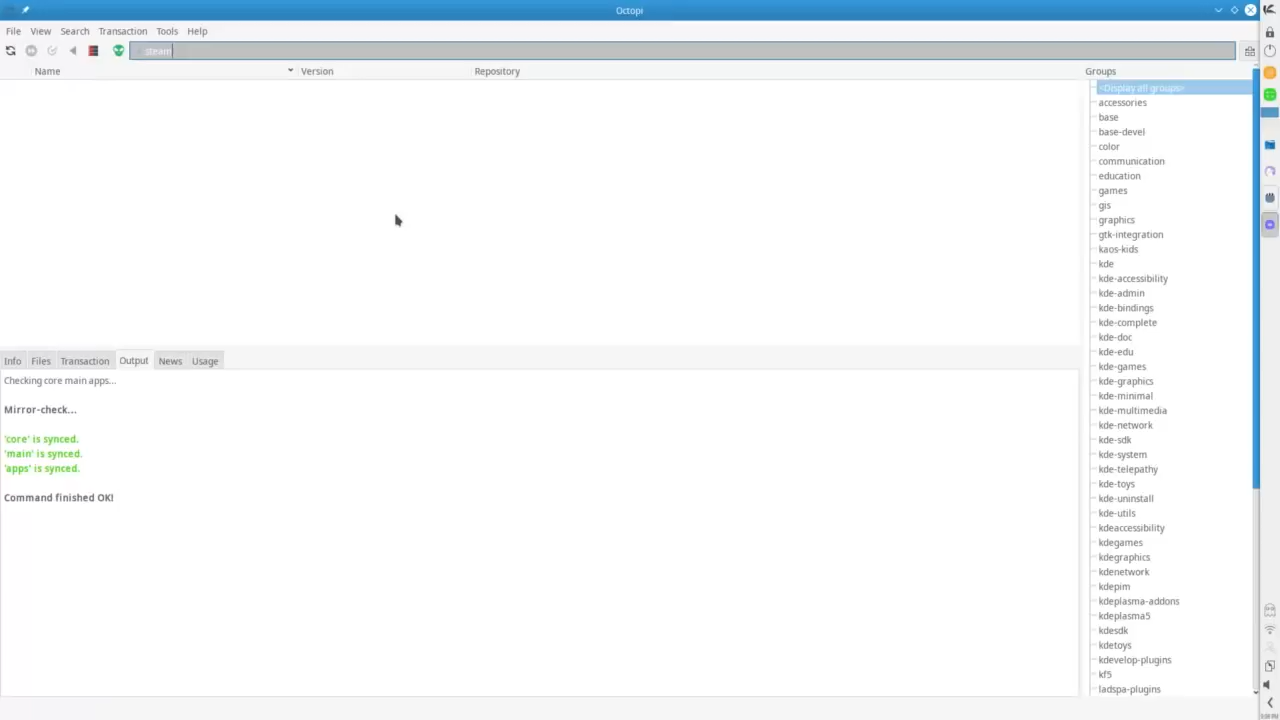 Octopi
File View Search Transaction Tools Help
steam
Name Version Repository
Groups
<Display all groups>
accessories
base
base-devel
color
communication
education
games
gis
graphics
gtk-integration
kaos-kids
kde
kde-accessibility
kde-admin
kde-bindings
kde-complete
kde-doc
kde-edu
kde-games
kde-graphics
kde-minimal
kde-multimedia
kde-network
kde-sdk
kde-system
kde-telepathy
kde-toys
kde-uninstall
kde-utils
kdeaccessibility
kdegames
kdegraphics
kdenetwork
kdepim
kdeplasma-addons
kdeplasma5
kdesdk
kdetoys
kdevelop-plugins
kf5
ladspa-plugins
Info Files Transaction Output News Usage
Checking core main apps...
Mirror-check...
'core' is synced.
'main' is synced.
'apps' is synced.
Command finished OK!